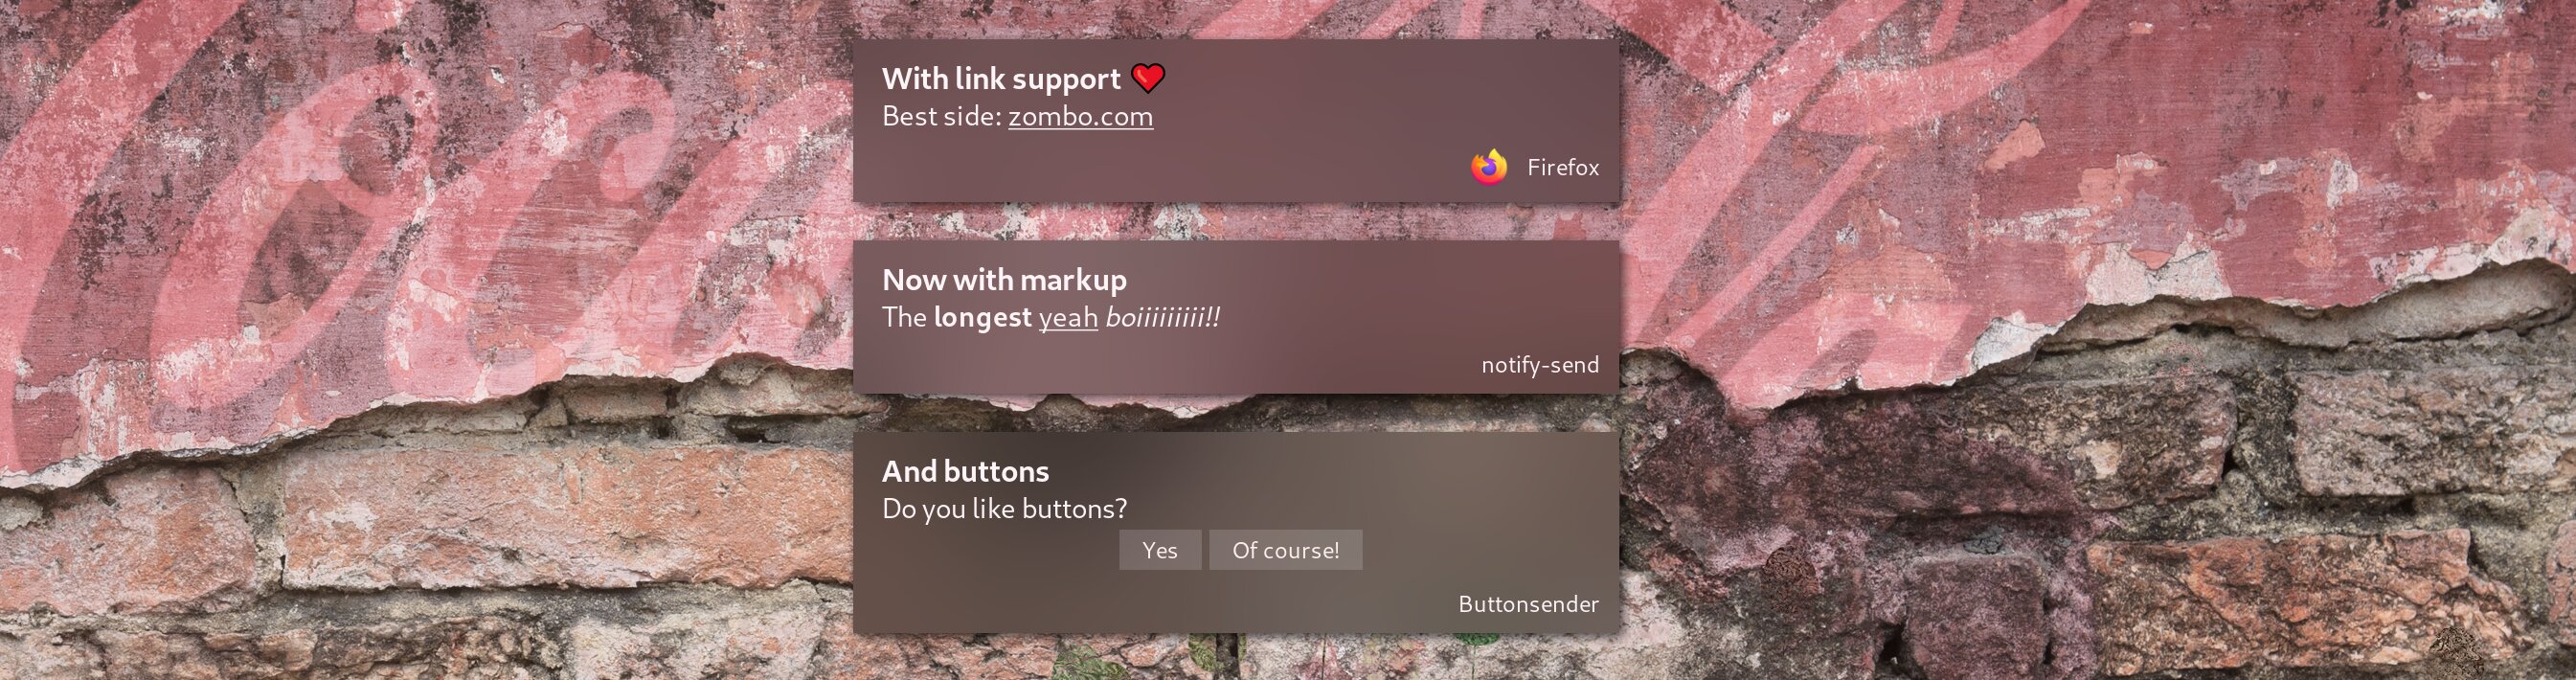 With link support ❤️
Best side: zombo.com
Firefox
Now with markup
The longest yeah boiiiiiiiii!!
notify-send
And buttons
Do you like buttons?
Yes
Of course!
Buttonsender